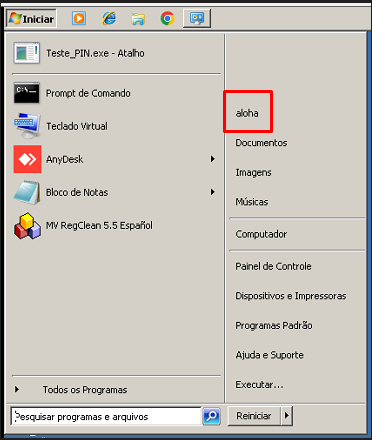 Iniciar
Teste_PIN.exe - Atalho
Prompt de Comando
Teclado Virtual
AnyDesk
Bloco de Notas
MV RegClean 5.5 Español
Todos os Programas
Pesquisar programas e arquivos
aloha
Documentos
Imagens
Músicas
Computador
Painel de Controle
Dispositivos e Impressoras
Programas Padrão
Ajuda e Suporte
Executar...
Reiniciar